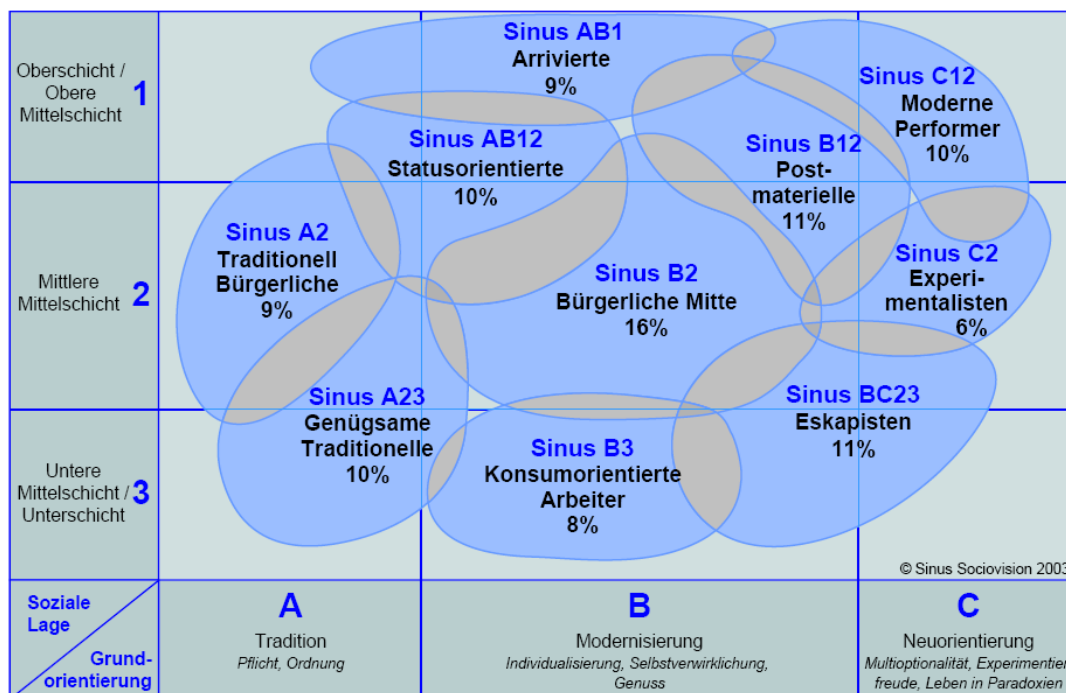 Sinus AB1
Arrivierte
9%
Oberschicht /
Obere
Mittelschicht
1
Sinus C12
Moderne
Performer
10%
Sinus AB12
Statusorientierte
10%
Sinus B12
Post-
materielle
11%
Sinus A2
Traditionell
Bürgerliche
9%
Mittlere
Mittelschicht
2
Sinus B2
Bürgerliche Mitte
16%
Sinus C2
Experi-
mentalisten
6%
Sinus A23
Genügsame
Traditionelle
10%
Sinus BC23
Eskapisten
11%
Untere
Mittelschicht /
Unterschicht
3
Sinus B3
Konsumorientierte
Arbeiter
8%
© Sinus Sociovision 2003
Soziale
Lage
Grund-
orientierung
A
Tradition
Pflicht, Ordnung
B
Modernisierung
Individualisierung, Selbstverwirklichung,
Genuss
C
Neuorientierung
Multioptionalität, Experimentier
freude, Leben in Paradoxien